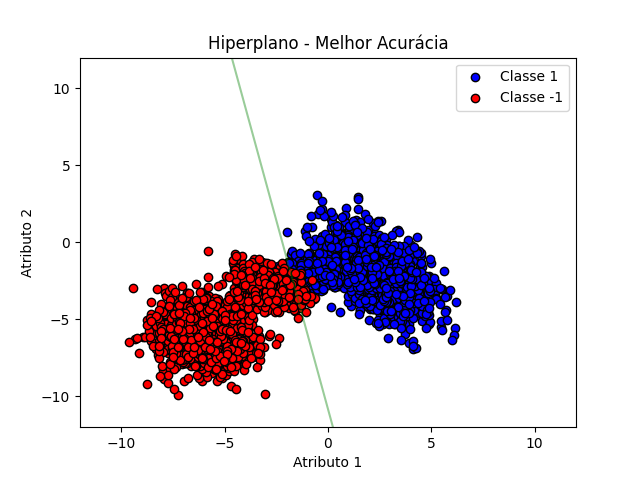 Hiperplano - Melhor Acurácia
Classe 1
Classe -1
Atributo 2
10
5
0
−5
−10
−10
−5
0
5
10
Atributo 1